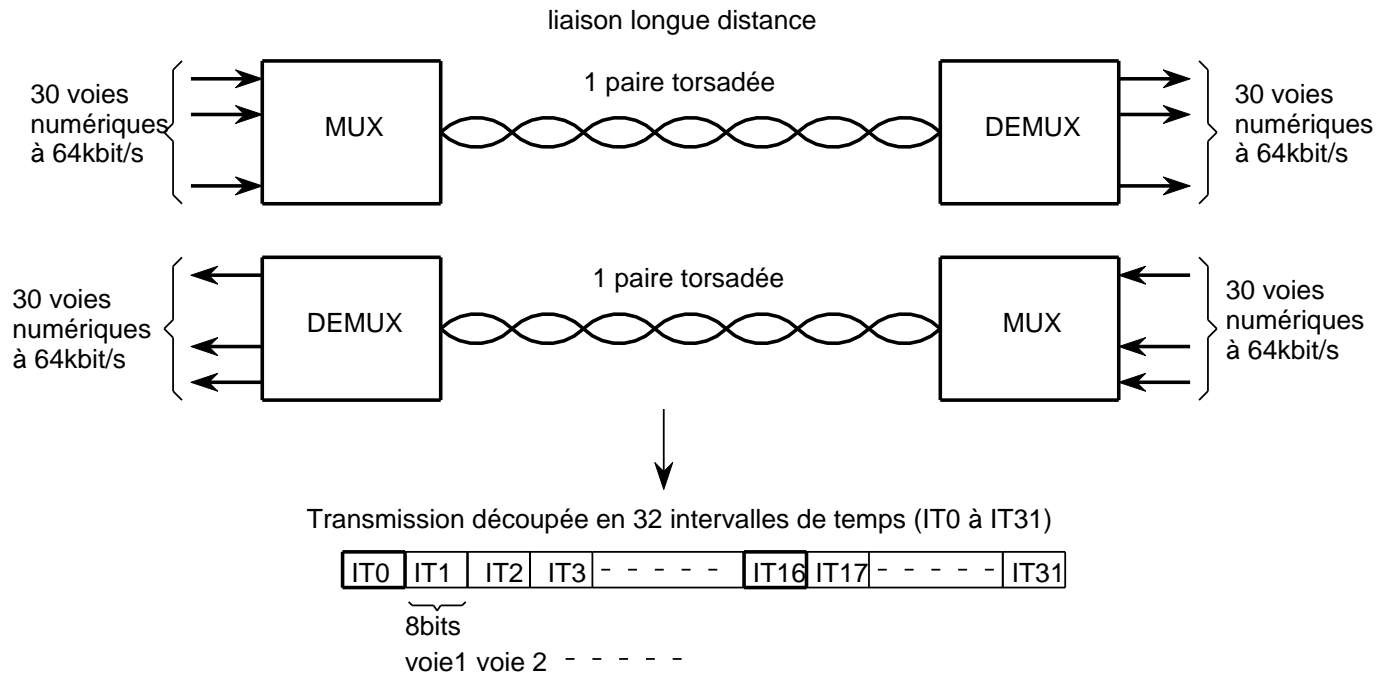 liaison longue distance
30 voies
numériques
à 64kbit/s
MUX
1 paire torsadée
DEMUX
30 voies
numériques
à 64kbit/s
30 voies
numériques
à 64kbit/s
DEMUX
1 paire torsadée
MUX
30 voies
numériques
à 64kbit/s
Transmission découpée en 32 intervalles de temps (IT0 à IT31)
IT0 IT1 IT2 IT3 - - - - - IT16 IT17 - - - - - IT31
8bits
voie1 voie 2 - - - - -